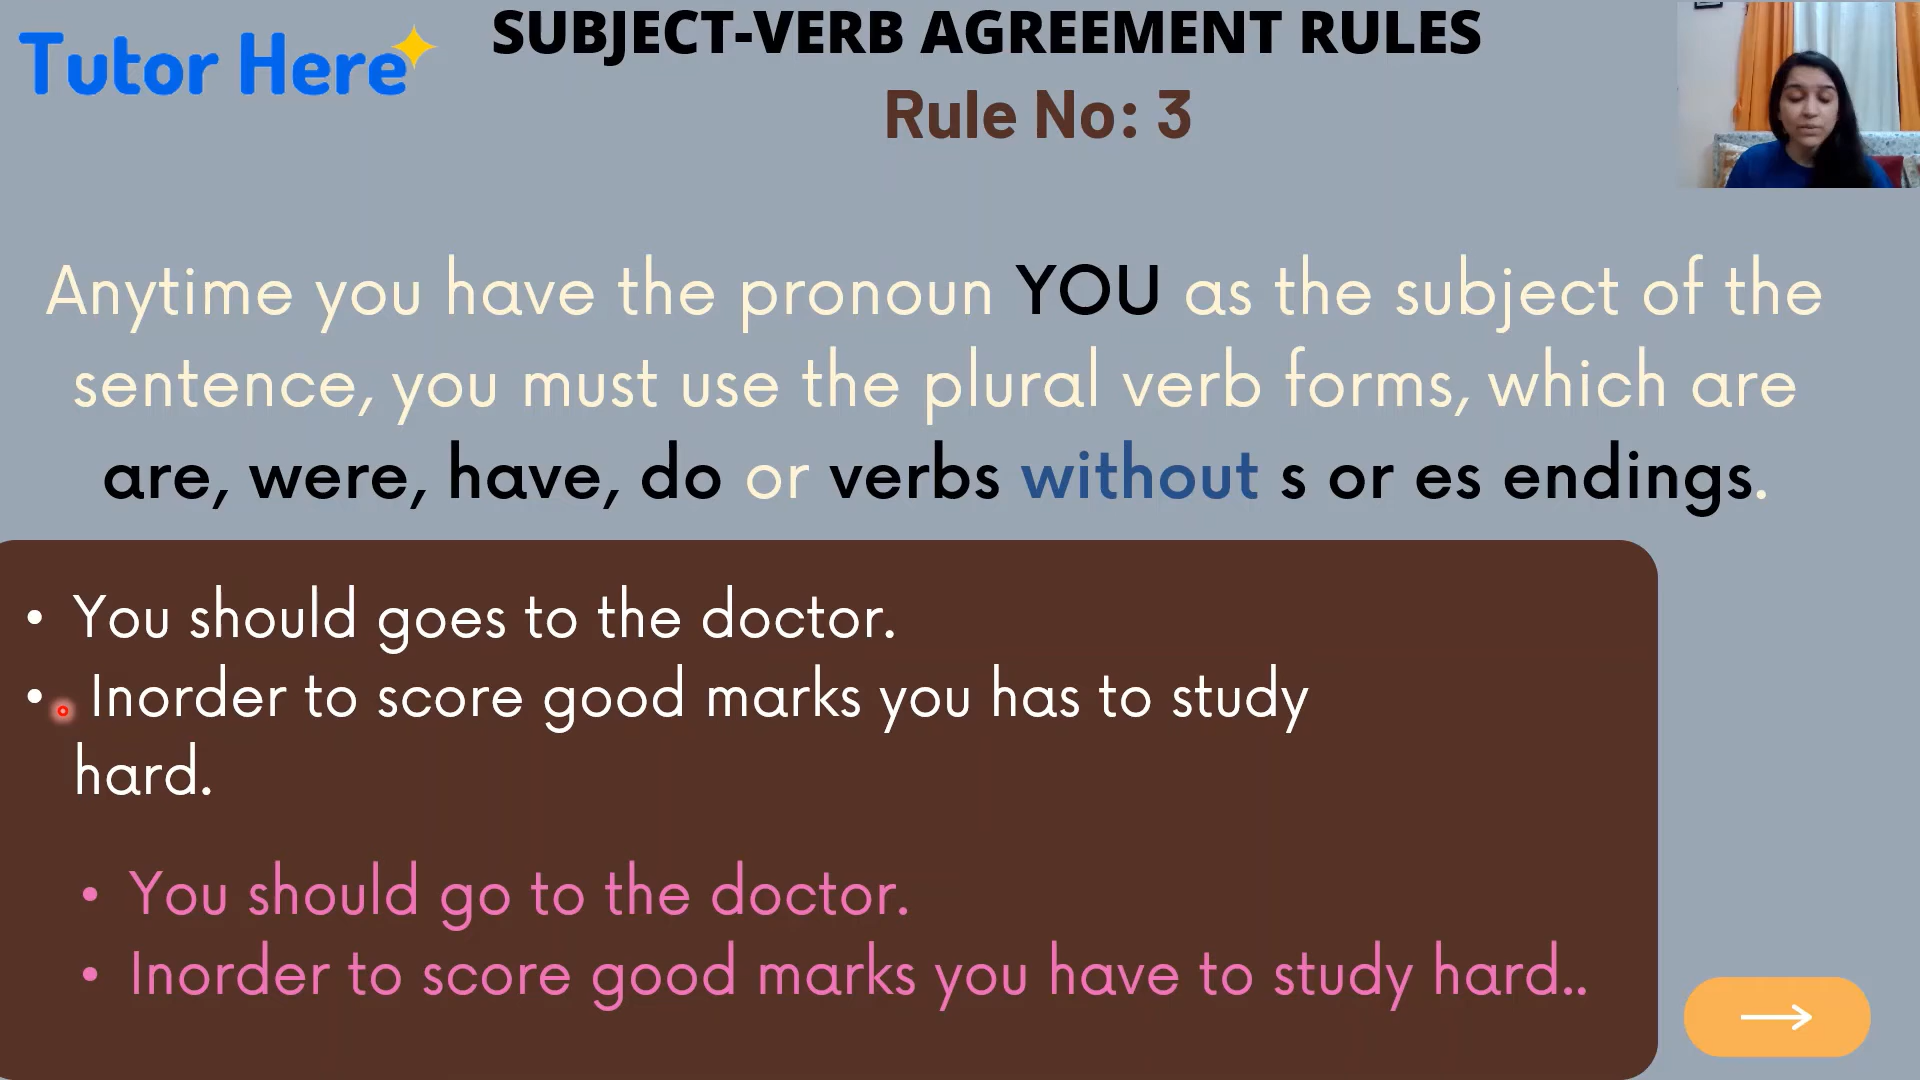 Tutor Here
SUBJECT-VERB AGREEMENT RULES
Rule No: 3
Anytime you have the pronoun YOU as the subject of the
sentence, you must use the plural verb forms, which are
are, were, have, do or verbs without s or es endings.
• You should goes to the doctor.
• Inorder to score good marks you has to study
hard.
• You should go to the doctor.
• Inorder to score good marks you have to study hard..